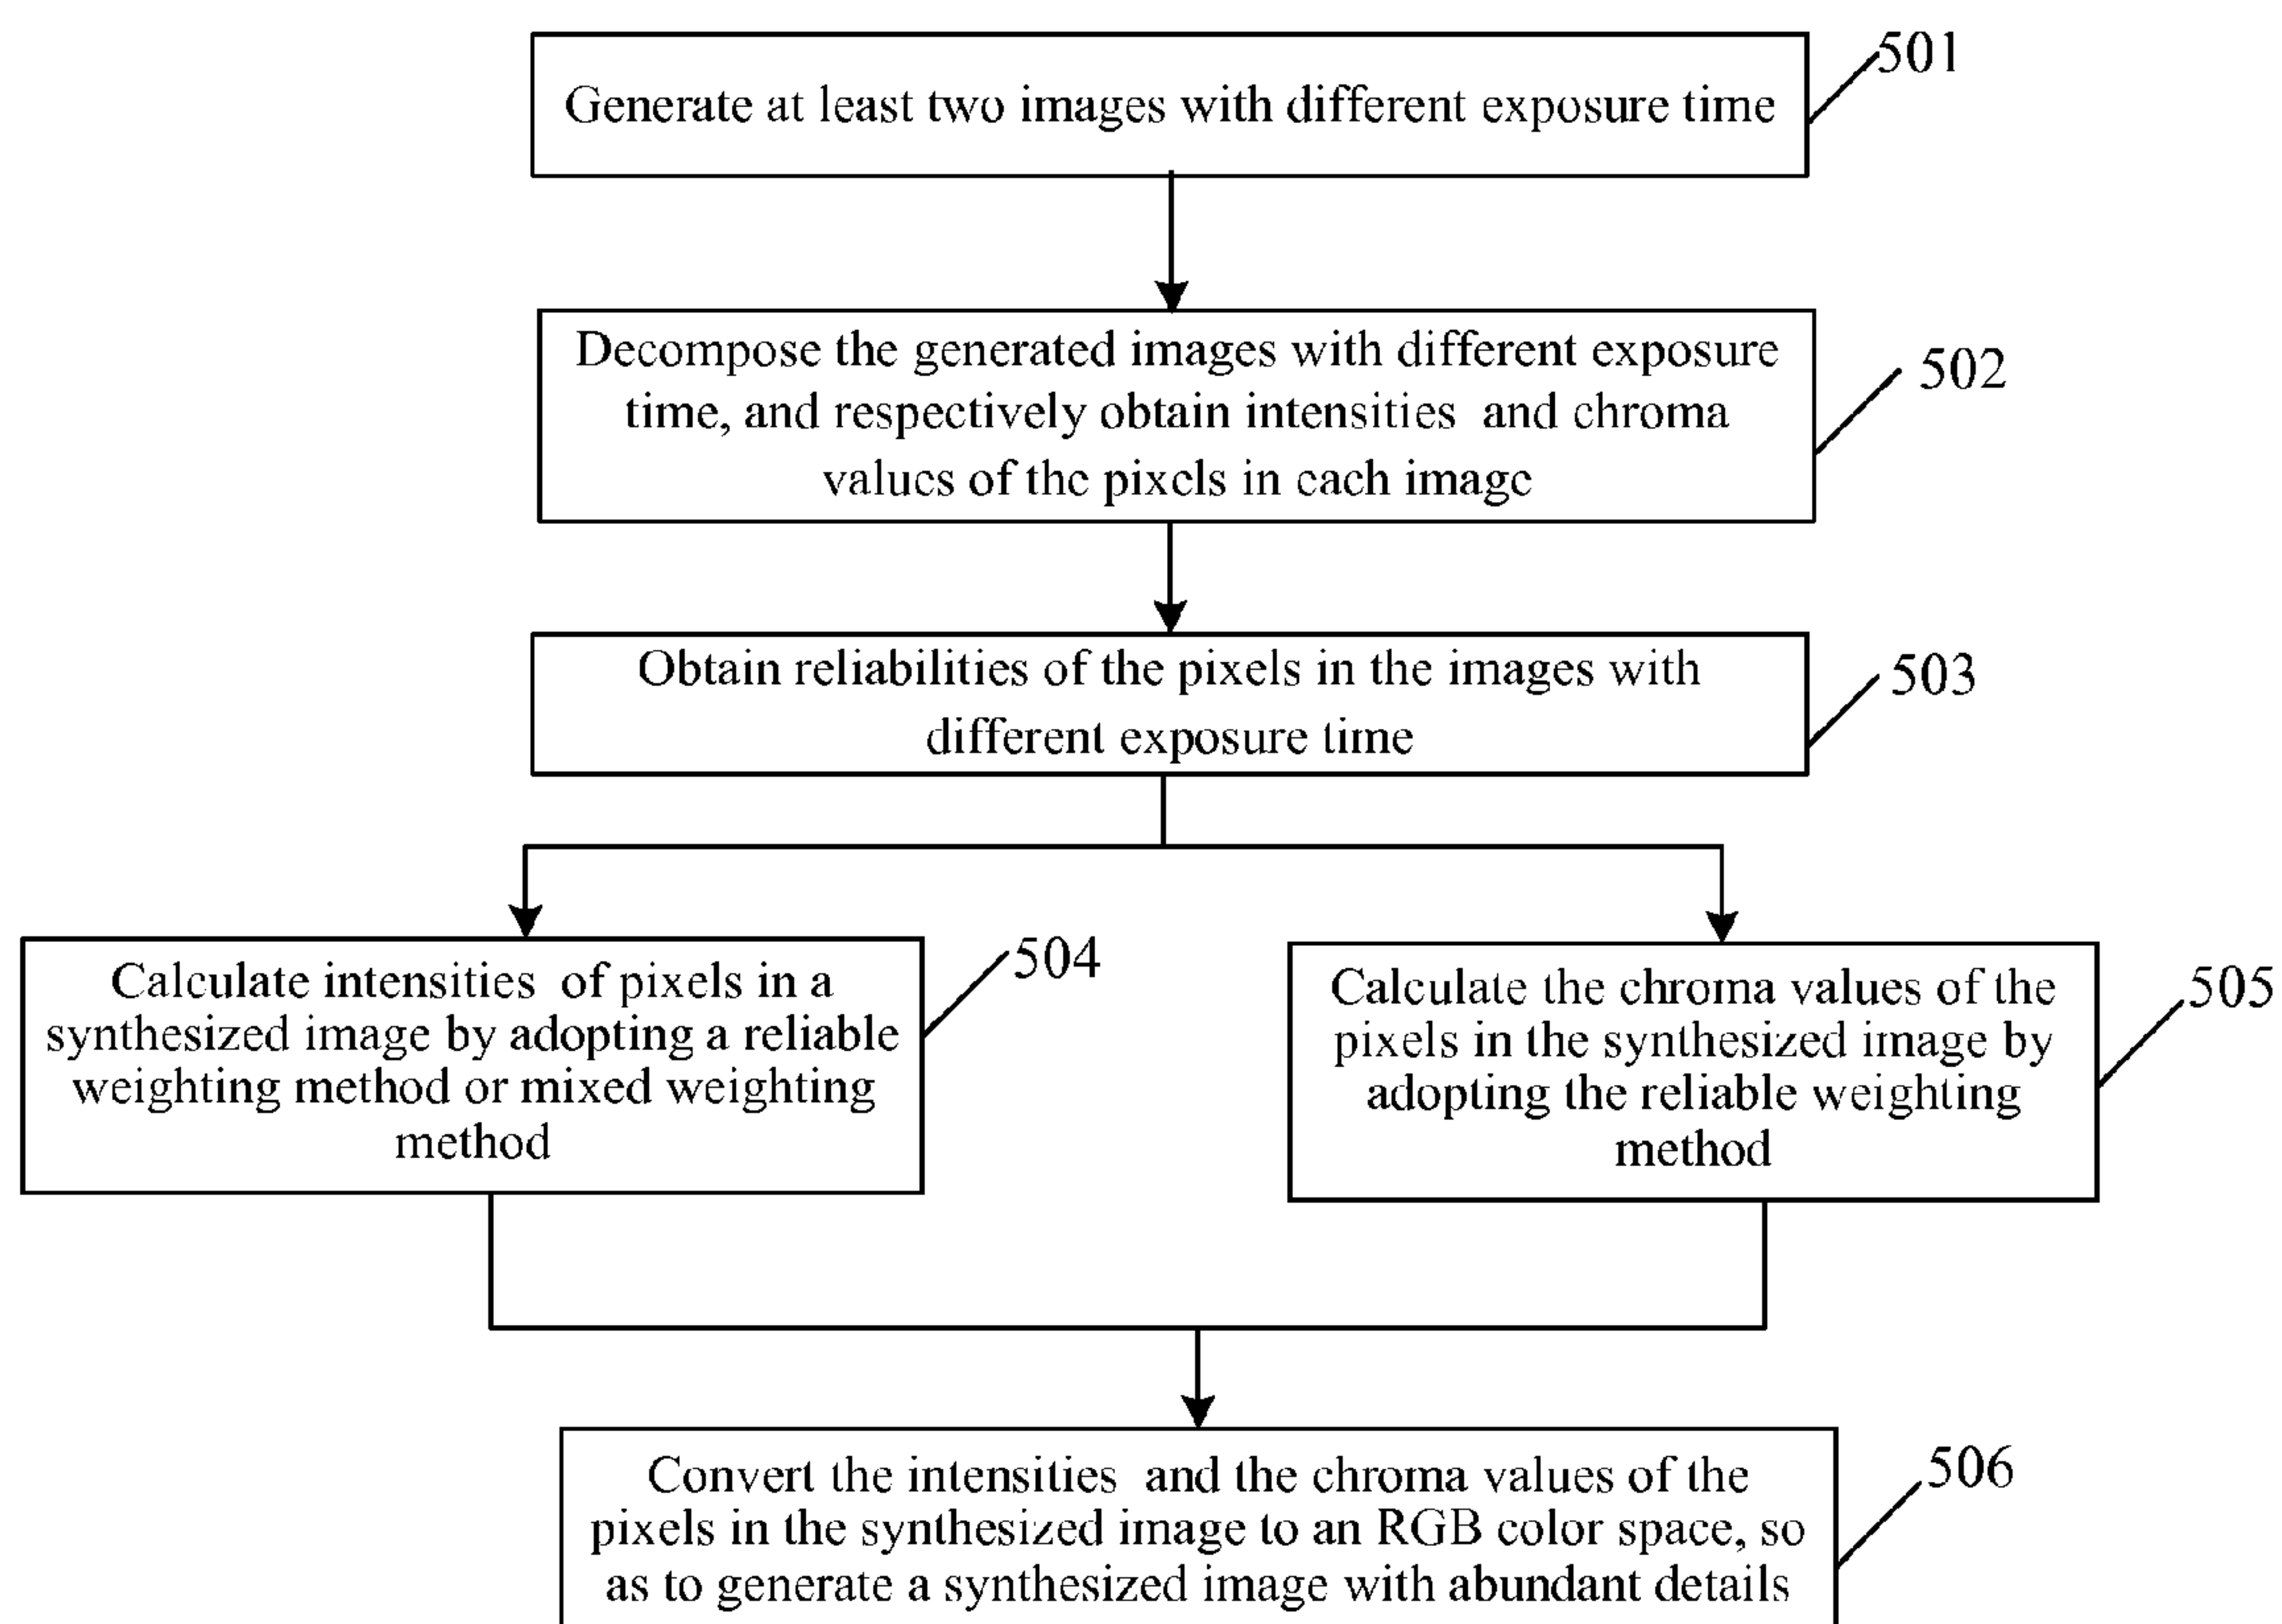 501
Generate at least two images with different exposure time
Decompose the generated images with different exposure
time, and respectively obtain intensities and chroma
values of the pixels in each image
502
Obtain reliabilities of the pixels in the images with
different exposure time
503
Calculate intensities of pixels in a
synthesized image by adopting a reliable
weighting method or mixed weighting
method
504
Calculate the chroma values of the
pixels in the synthesized image by
adopting the reliable weighting
method
505
Convert the intensities and the chroma values of the
pixels in the synthesized image to an RGB color space, so
as to generate a synthesized image with abundant details
506